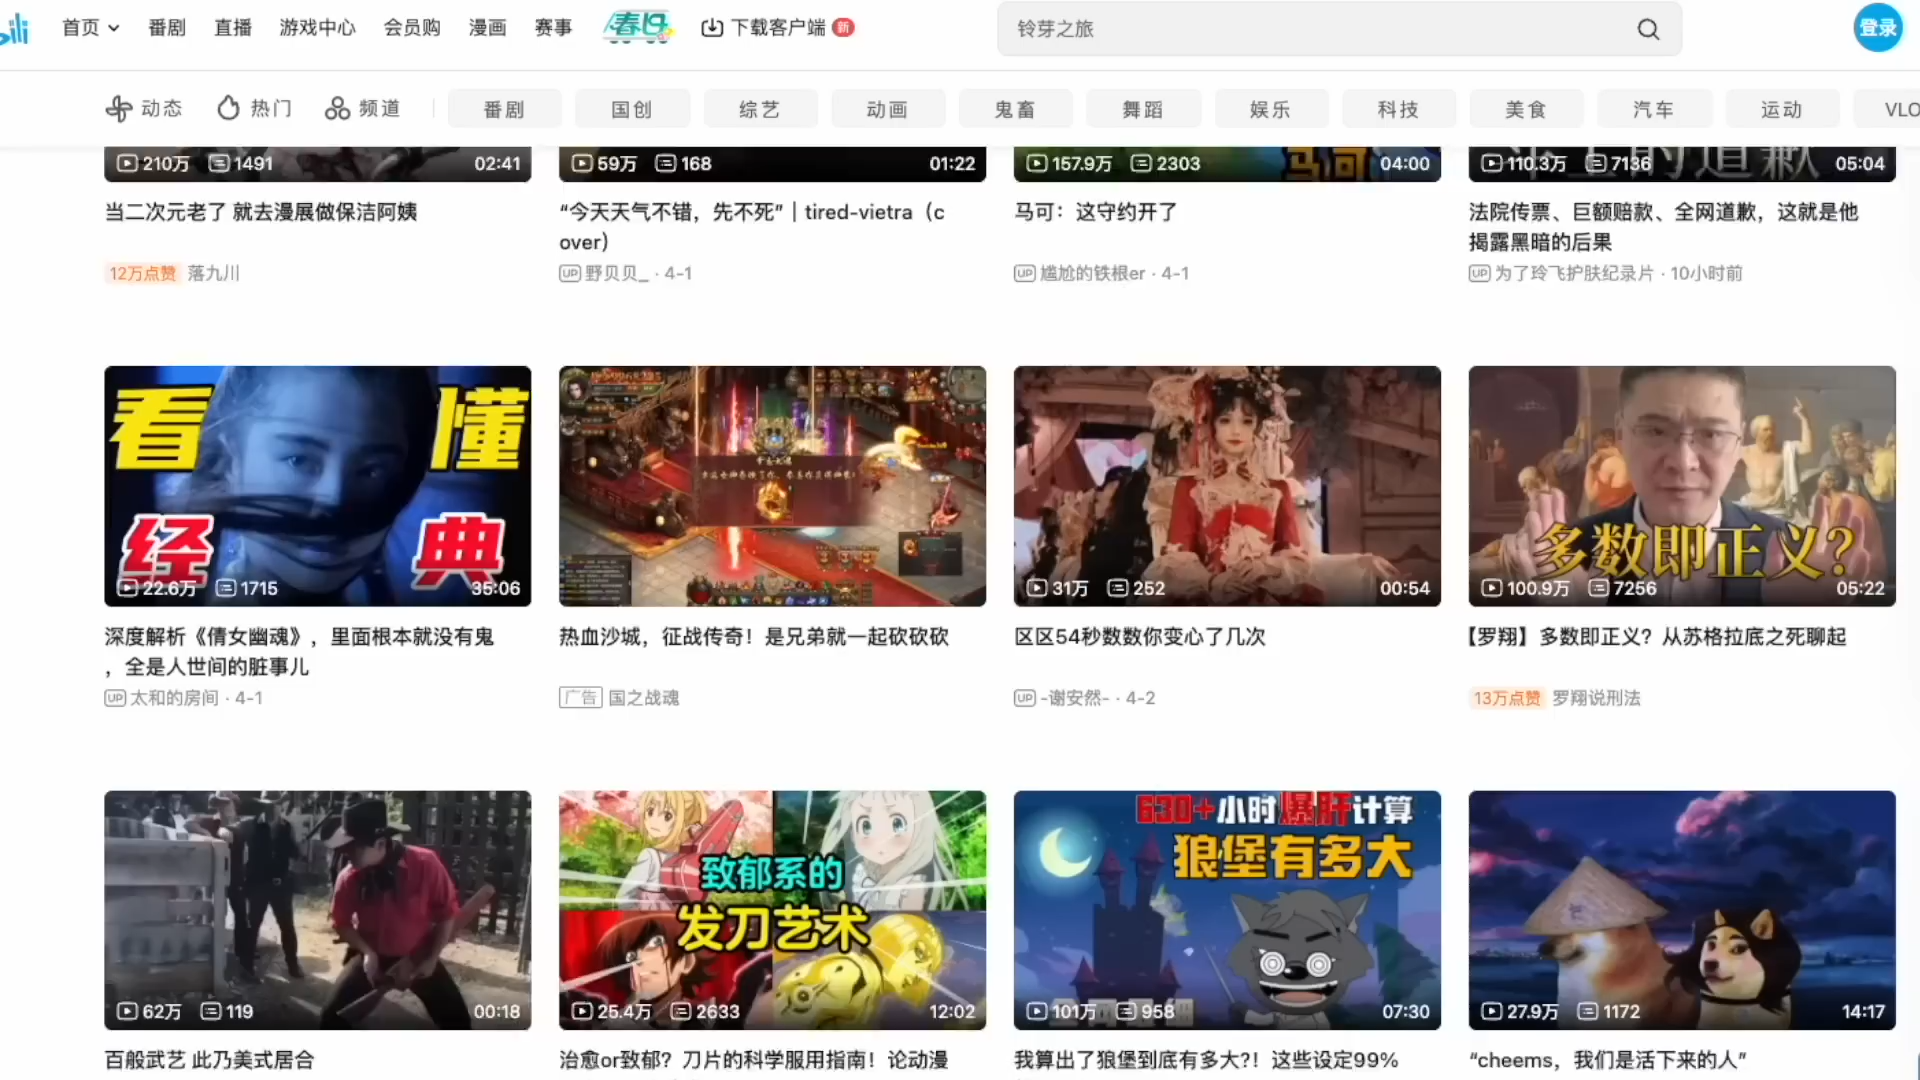 首页 番剧 直播 游戏中心 会员购 漫画 赛事 春日 下载客户端 新
铃芽之旅
登录
动态 热门 频道 番剧 国创 综艺 动画 鬼畜 舞蹈 娱乐 科技 美食 汽车 运动 VLO
210万 1491 02:41
59万 168 01:22
马可
157.9万 2303 04:00
的道歉
110.3万 7136 05:04
当二次元老了 就去漫展做保洁阿姨
12万点赞 落九川
“今天天气不错，先不死”｜tired-vietra（c
over）
UP 野贝贝_ · 4-1
马可：这守约开了
UP 尴尬的铁根er · 4-1
法院传票、巨额赔款、全网道歉，这就是他
揭露黑暗的后果
UP 为了玲飞护肤纪录片 · 10小时前
看懂
经典
22.6万 1715 35:06
31万 252 00:54
多数即正义？
100.9万 7256 05:22
深度解析《倩女幽魂》，里面根本就没有鬼
，全是人世间的脏事儿
UP 太和的房间 · 4-1
热血沙城，征战传奇！是兄弟就一起砍砍砍
广告 国之战魂
区区54秒数数你变心了几次
UP -谢安然- · 4-2
【罗翔】多数即正义？从苏格拉底之死聊起
13万点赞 罗翔说刑法
62万 119 00:18
致郁系的
发刀艺术
25.4万 2633 12:02
630+小时爆肝计算
狼堡有多大
101万 958 07:30
27.9万 1172 14:17
百般武艺 此乃美式居合
治愈or致郁？刀片的科学服用指南！论动漫
我算出了狼堡到底有多大?！这些设定99%
“cheems，我们是活下来的人”